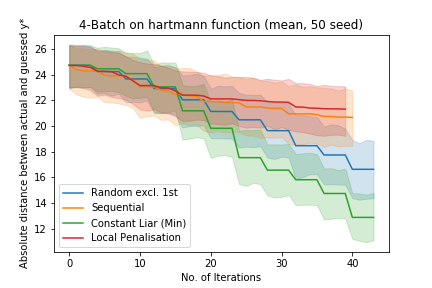 4-Batch on hartmann function (mean, 50 seed)
Absolute distance between actual and guessed y*
26
24
22
20
18
16
14
12
Random excl. 1st
Sequential
Constant Liar (Min)
Local Penalisation
0 10 20 30 40
No. of Iterations